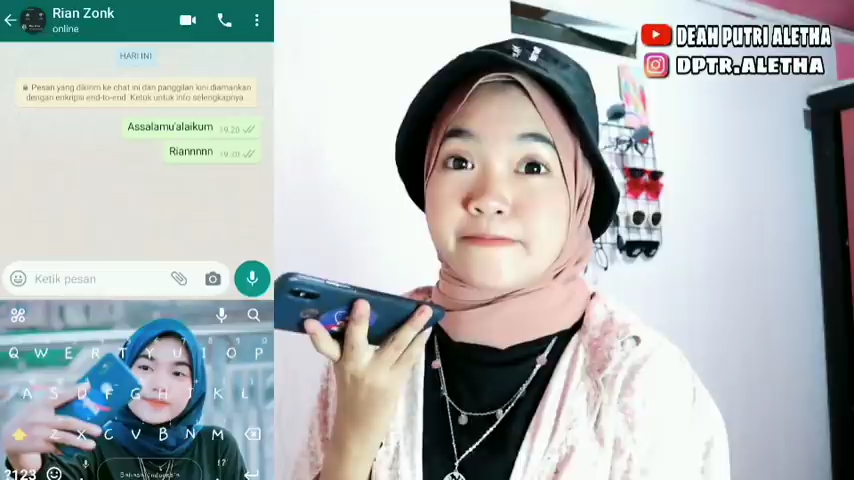 Rian Zonk
online
HARI INI
Pesan yang dikirim ke chat ini dan panggilan kini diamankan
dengan enkripsi end-to-end. Ketuk untuk info selengkapnya.
Assalamu'alaikum 19.20
Riannnnn 19.20
Ketik pesan
Q W E R T Y U I O P
A S D F G H J K L
Z X C V B N M
?123
DEAH PUTRI ALETHA
DPTR.ALETHA